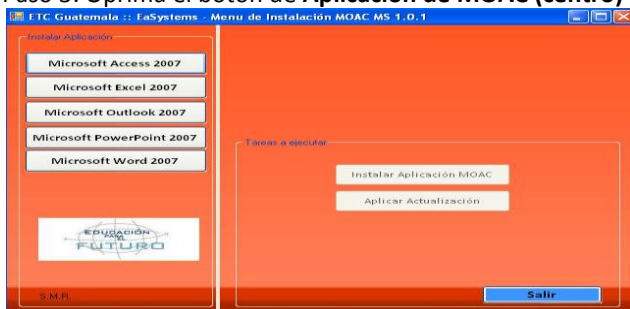 Paso 3: Oprima el botón de Aplicación de MOAC (centro)
ETC Guatemala :: EaSystems - Menu de Instalación MOAC MS 1.0.1
Instalar Aplicación
Microsoft Access 2007
Microsoft Excel 2007
Microsoft Outlook 2007
Microsoft PowerPoint 2007
Microsoft Word 2007
Tareas a ejecutar
Instalar Aplicación MOAC
Aplicar Actualización
EDUCACIÓN
PARA
EL
FUTURO
S.M.R.
Salir